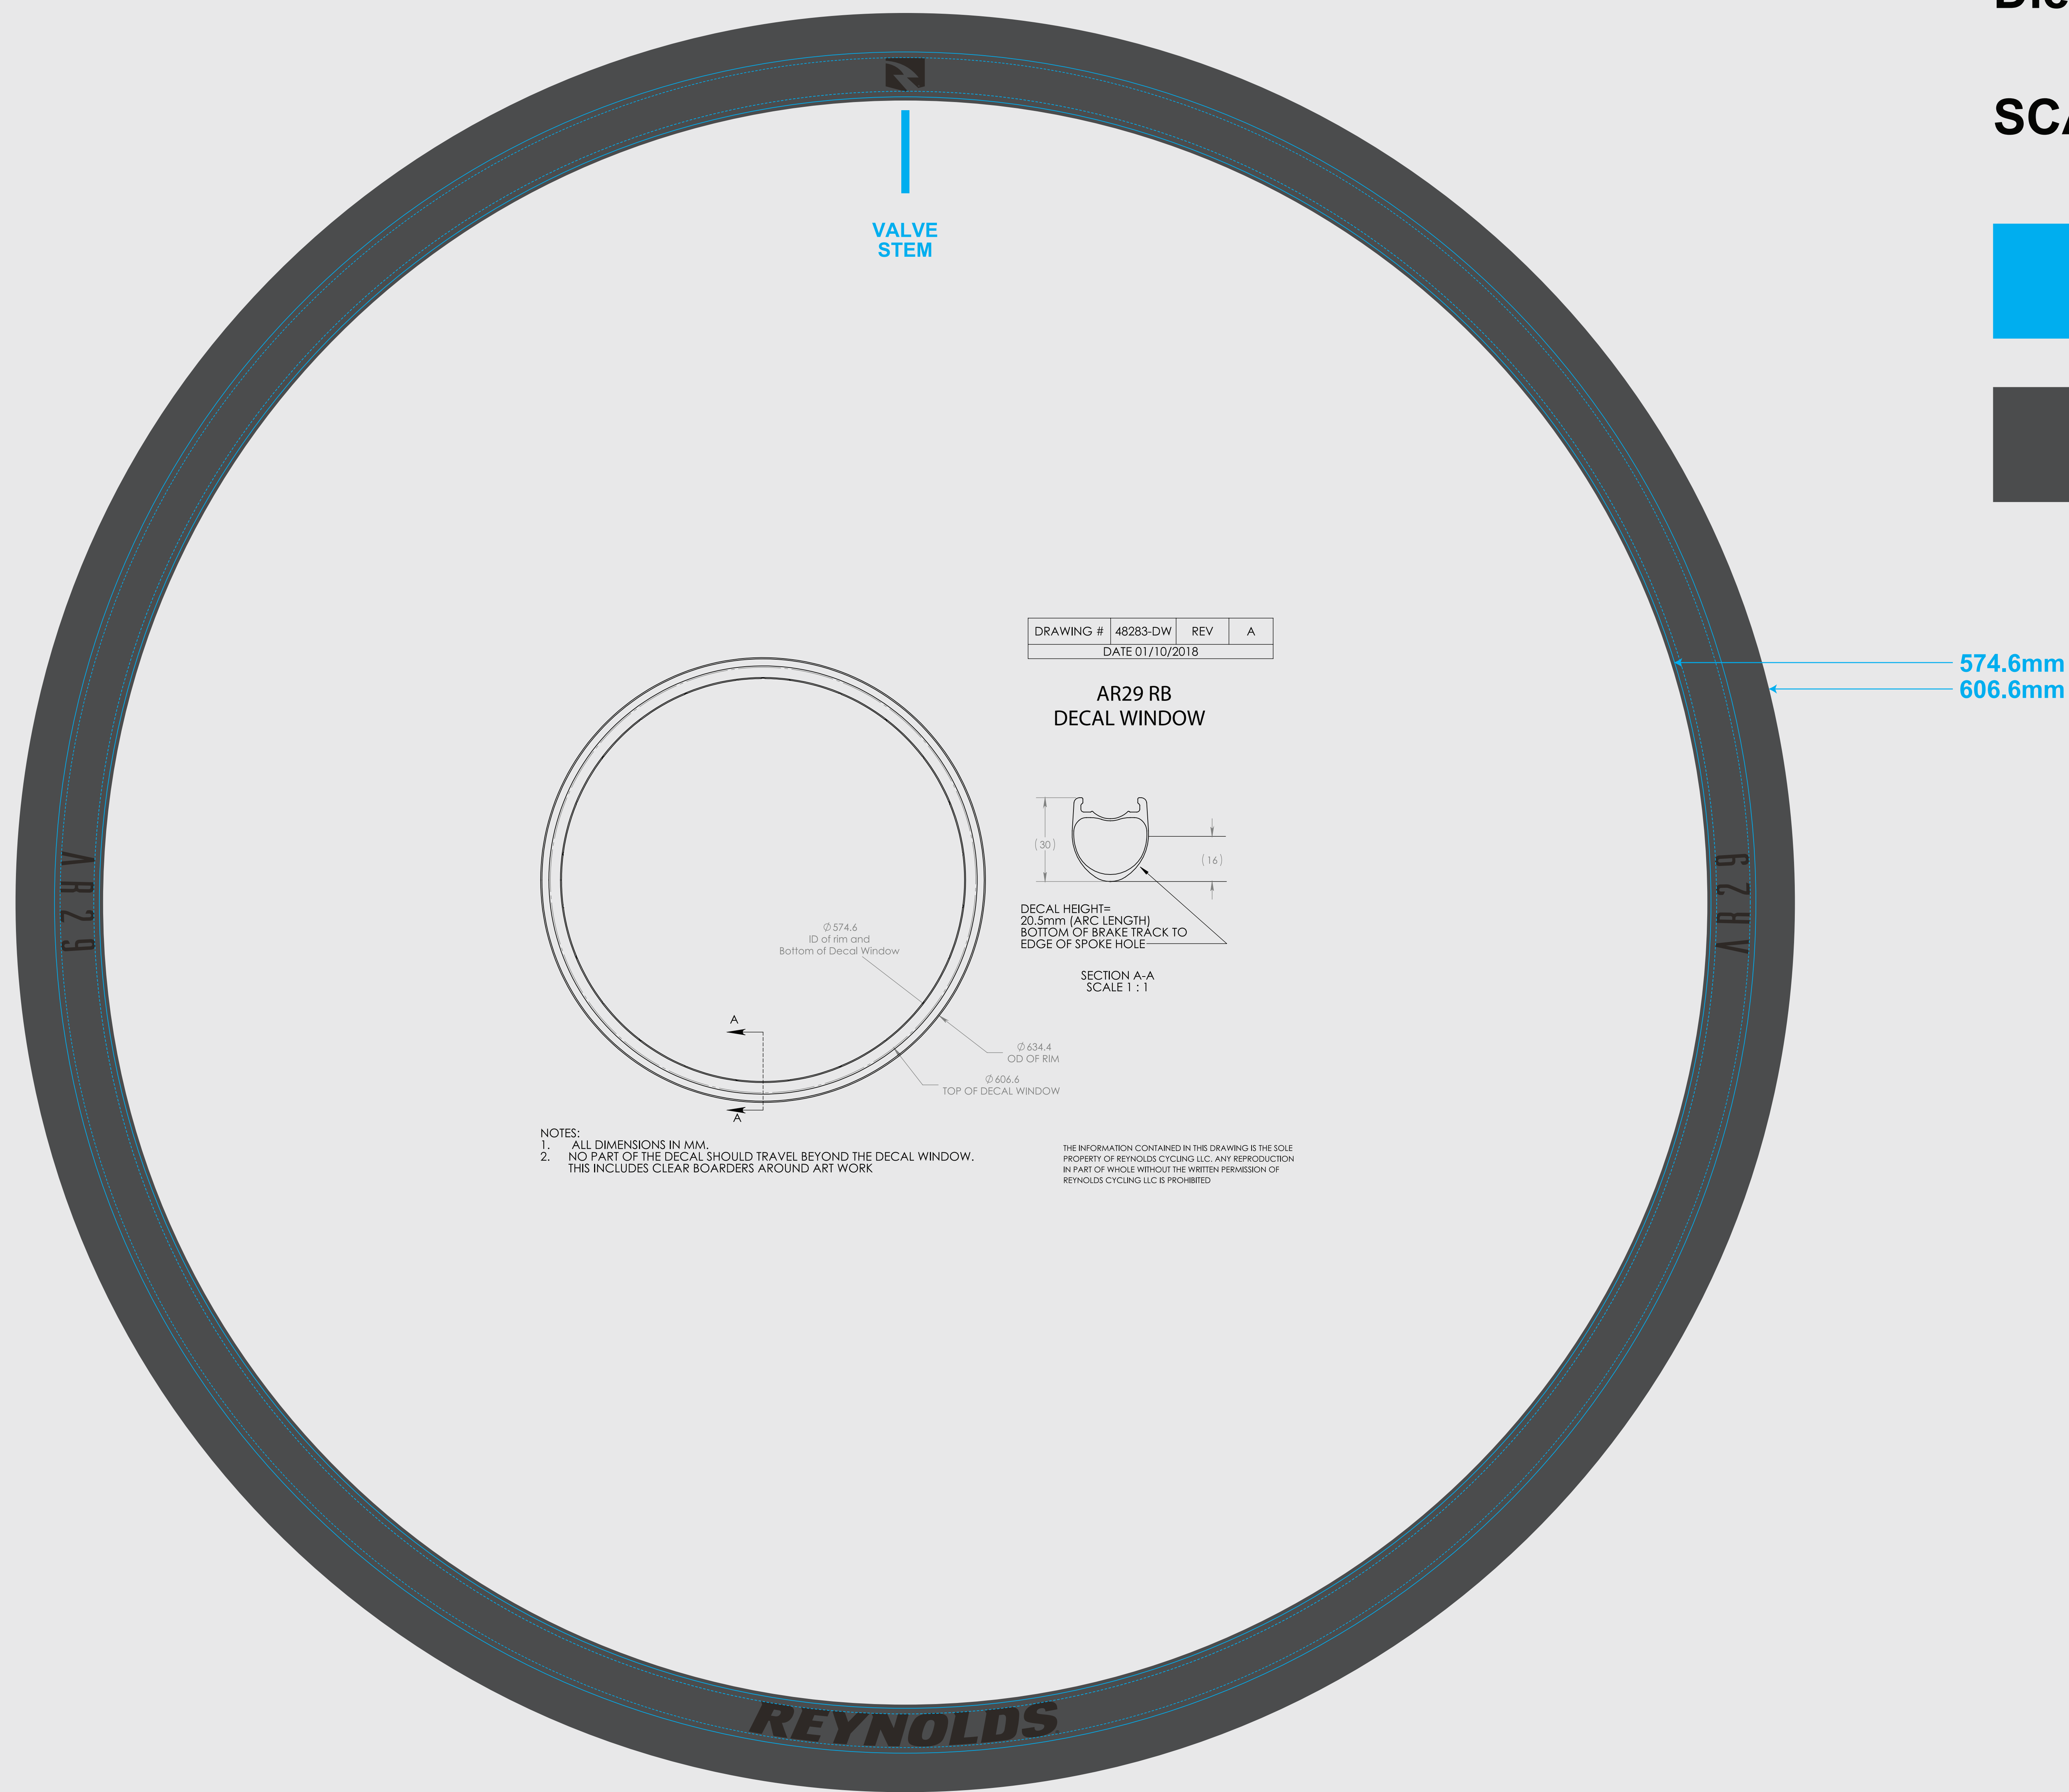 SCA
VALVE
STEM
DRAWING # 48283-DW REV A
DATE 01/10/2018
574.6mm
606.6mm
AR29 RB
DECAL WINDOW
(30)
(16)
AR29
AR29
DECAL HEIGHT=
20.5mm (ARC LENGTH)
BOTTOM OF BRAKE TRACK TO
EDGE OF SPOKE HOLE
SECTION A-A
SCALE 1 : 1
∅574.6
ID of rim and
Bottom of Decal Window
A
∅634.4
OD OF RIM
∅606.6
TOP OF DECAL WINDOW
A
NOTES:
1. ALL DIMENSIONS IN MM.
2. NO PART OF THE DECAL SHOULD TRAVEL BEYOND THE DECAL WINDOW.
THIS INCLUDES CLEAR BOARDERS AROUND ART WORK
THE INFORMATION CONTAINED IN THIS DRAWING IS THE SOLE
PROPERTY OF REYNOLDS CYCLING LLC. ANY REPRODUCTION
IN PART OF WHOLE WITHOUT THE WRITTEN PERMISSION OF
REYNOLDS CYCLING LLC IS PROHIBITED
REYNOLDS